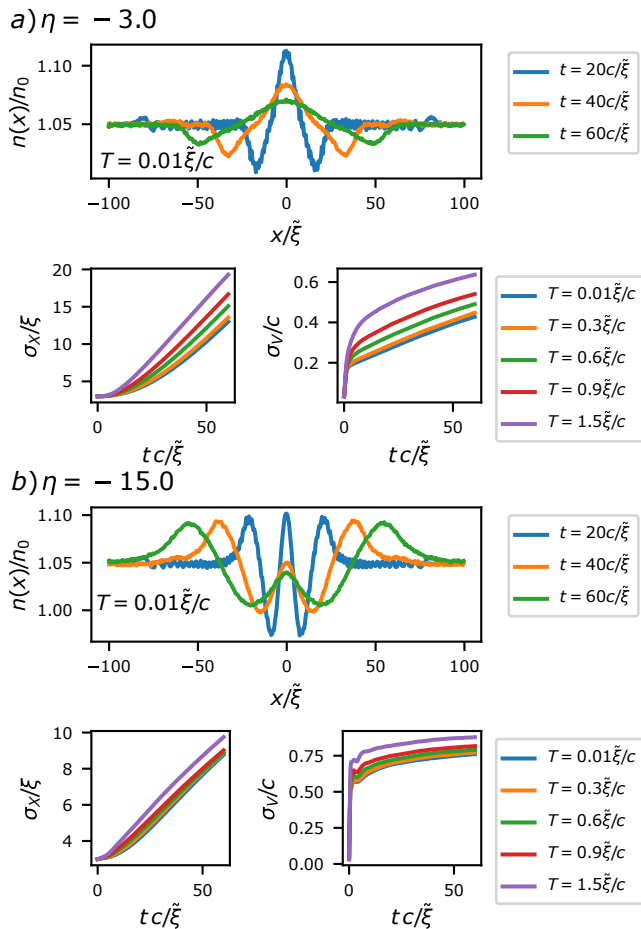 a) η = − 3.0
1.10
1.05
n(x)/n₀
T = 0.01ξ̃/c
−100 −50 0 50 100
x/ξ̃
t = 20c/ξ̃
t = 40c/ξ̃
t = 60c/ξ̃
20
15
10
5
σ_X/ξ
0 50
t c/ξ̃
0.6
0.4
0.2
σ_V/c
0 50
t c/ξ̃
T = 0.01ξ̃/c
T = 0.3ξ̃/c
T = 0.6ξ̃/c
T = 0.9ξ̃/c
T = 1.5ξ̃/c
b) η = − 15.0
1.10
1.05
1.00
n(x)/n₀
T = 0.01ξ̃/c
−100 −50 0 50 100
x/ξ̃
t = 20c/ξ̃
t = 40c/ξ̃
t = 60c/ξ̃
10
8
6
4
σ_X/ξ
0 50
t c/ξ̃
0.75
0.50
0.25
0.00
σ_V/c
0 50
t c/ξ̃
T = 0.01ξ̃/c
T = 0.3ξ̃/c
T = 0.6ξ̃/c
T = 0.9ξ̃/c
T = 1.5ξ̃/c